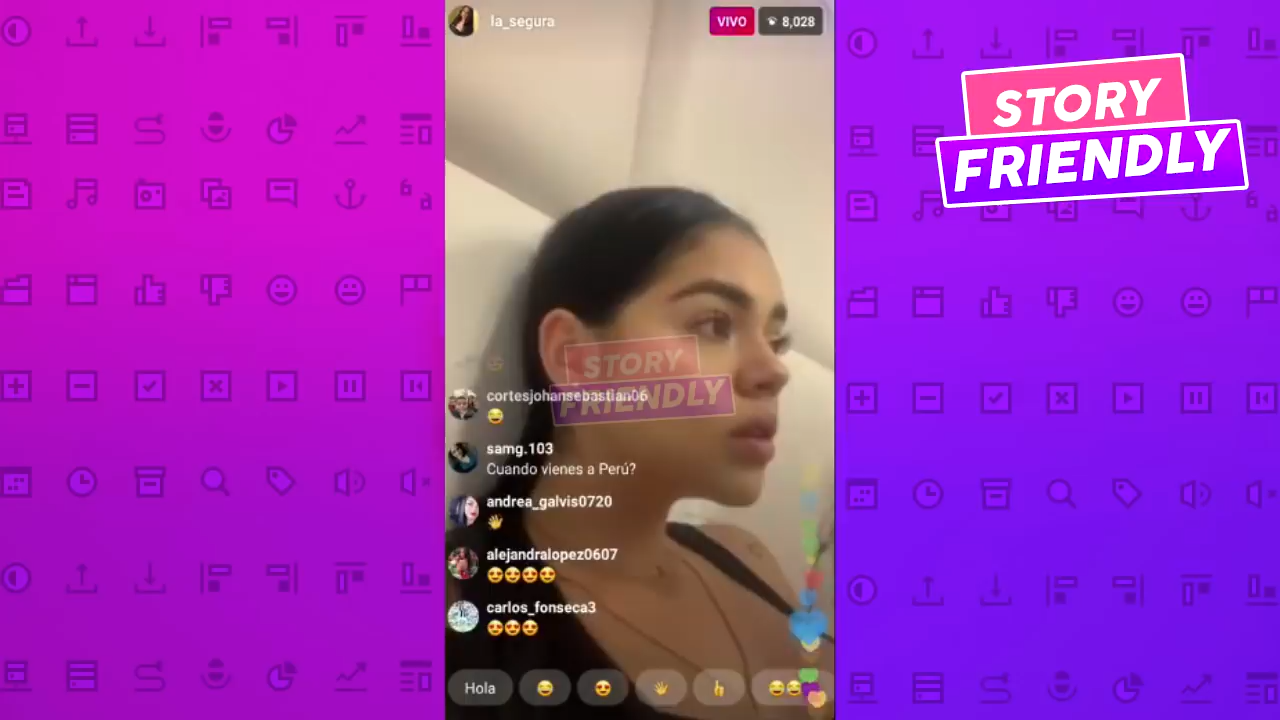 la_segura
VIVO
8,028
STORY
FRIENDLY
STORY
FRIENDLY
cortesjohansebastian06
samg.103
Cuando vienes a Perú?
andrea_galvis0720
alejandralopez0607
carlos_fonseca3
Hola